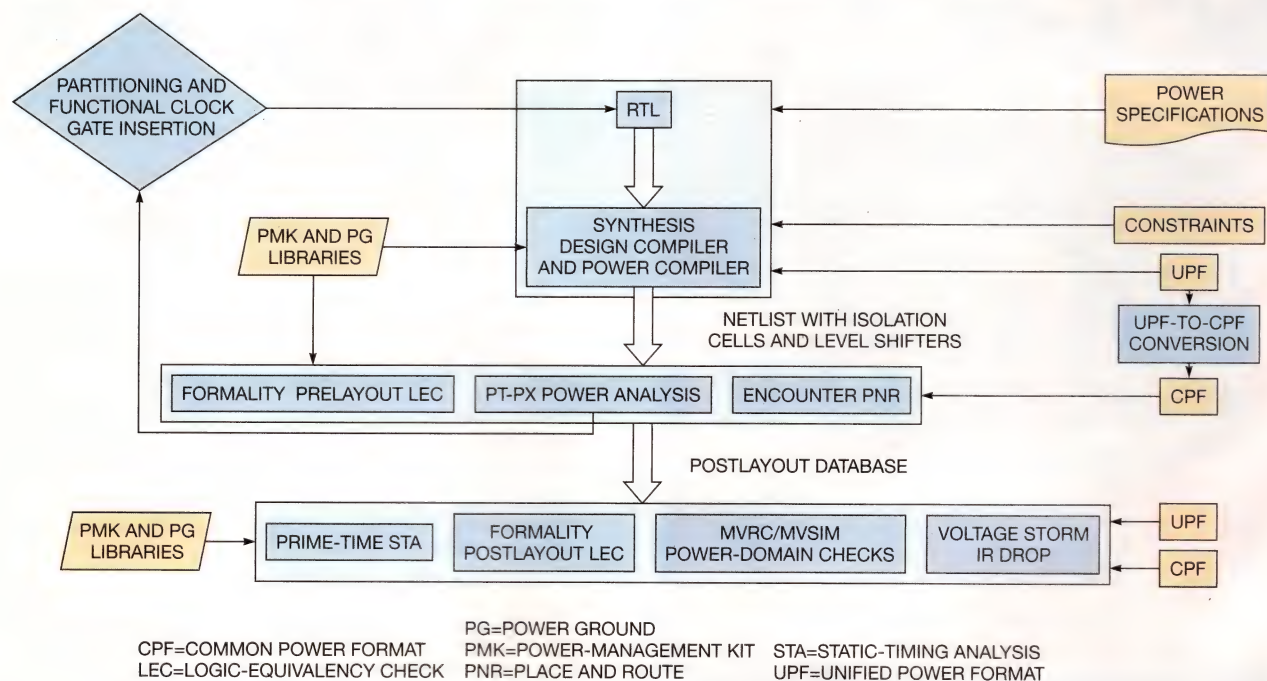 PARTITIONING AND
FUNCTIONAL CLOCK
GATE INSERTION
RTL
POWER
SPECIFICATIONS
PMK AND PG
LIBRARIES
SYNTHESIS
DESIGN COMPILER
AND POWER COMPILER
CONSTRAINTS
UPF
NETLIST WITH ISOLATION
CELLS AND LEVEL SHIFTERS
UPF-TO-CPF
CONVERSION
FORMALITY PRELAYOUT LEC
PT-PX POWER ANALYSIS
ENCOUNTER PNR
CPF
POSTLAYOUT DATABASE
PMK AND PG
LIBRARIES
PRIME-TIME STA
FORMALITY
POSTLAYOUT LEC
MVRC/MVSIM
POWER-DOMAIN CHECKS
VOLTAGE STORM
IR DROP
UPF
CPF
CPF=COMMON POWER FORMAT
LEC=LOGIC-EQUIVALENCY CHECK
PG=POWER GROUND
PMK=POWER-MANAGEMENT KIT
PNR=PLACE AND ROUTE
STA=STATIC-TIMING ANALYSIS
UPF=UNIFIED POWER FORMAT